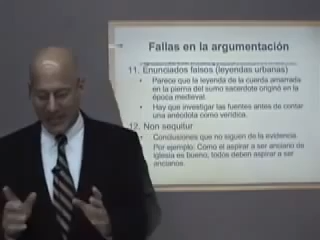 Fallas en la argumentación
11. Enunciados falsos (leyendas urbanas)
• Parece que la leyenda de la cuerda amarrada
en la pierna del sumo sacerdote originó en la
época medieval.
• Hay que investigar las fuentes antes de contar
una anécdota como verídica.
12. Non sequitur
• Conclusiones que no siguen de la evidencia.
Por ejemplo: Como el aspirar a ser anciano de
iglesia es bueno, todos deben aspirar a ser
ancianos.